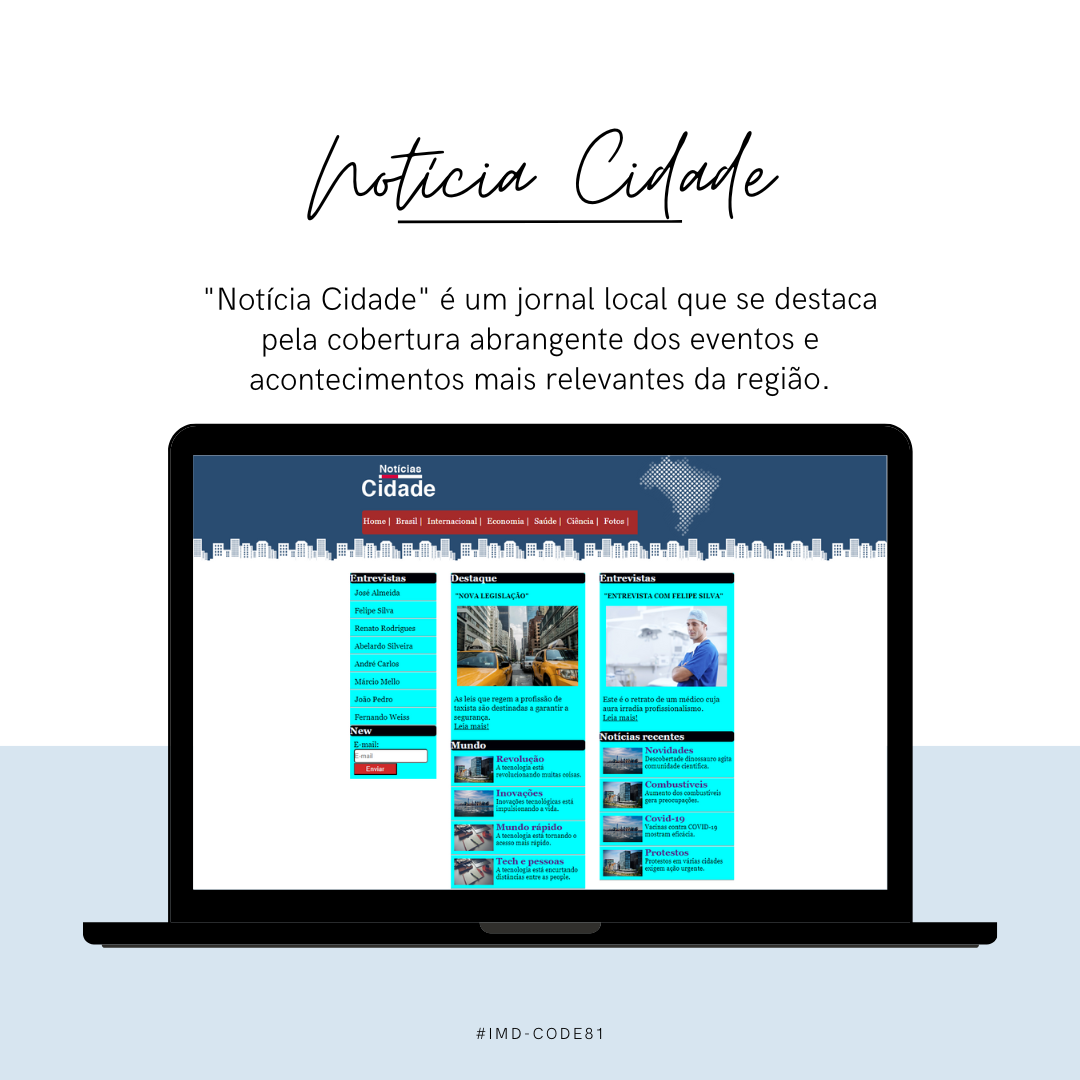 Notícia Cidade
"Notícia Cidade" é um jornal local que se destaca
pela cobertura abrangente dos eventos e
acontecimentos mais relevantes da região.
Notícias
Cidade
Home | Brasil | Internacional | Economia | Saúde | Ciência | Fotos |
Entrevistas
José Almeida
Felipe Silva
Renato Rodrigues
Abelardo Silveira
André Carlos
Márcio Mello
João Pedro
Fernando Weiss
New
E-mail:
E-mail
Enviar
Destaque
"NOVA LEGISLAÇÃO"
As leis que regem a profissão de
taxista são destinadas a garantir a
segurança.
Leia mais!
Mundo
Revolução
A tecnologia está
revolucionando muitas coisas.
Inovações
Inovações tecnológicas está
impulsionando a vida.
Mundo rápido
A tecnologia está tornando o
acesso mais rápido.
Tech e pessoas
A tecnologia está encurtando
distâncias entre as people.
Entrevistas
"ENTREVISTA COM FELIPE SILVA"
Este é o retrato de um médico cuja
aura irradia profissionalismo.
Leia mais!
Notícias recentes
Novidades
Descobertade dinossauro agita
comunidade científica.
Combustíveis
Aumento dos combustíveis
gera preocupações.
Covid-19
Vacinas contra COVID-19
mostram eficácia.
Protestos
Protestos em várias cidades
exigem ação urgente.
#IMD-CODE81